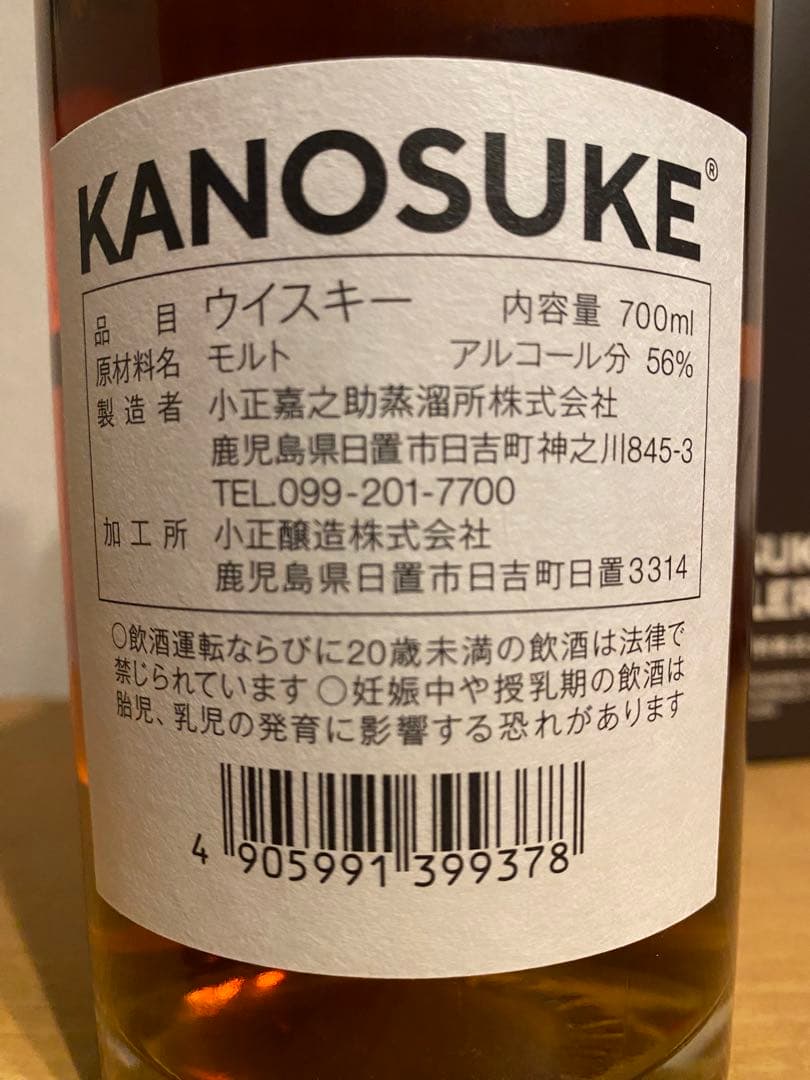 KANOSUKE®
品目 ウイスキー 内容量 700ml
原材料名 モルト アルコール分 56%
製造者 小正嘉之助蒸溜所株式会社
鹿児島県日置市日吉町神之川845-3
TEL.099-201-7700
加工所 小正醸造株式会社
鹿児島県日置市日吉町日置3314
○飲酒運転ならびに20歳未満の飲酒は法律で
禁じられています○妊娠中や授乳期の飲酒は
胎児、乳児の発育に影響する恐れがあります
4 905991 399378